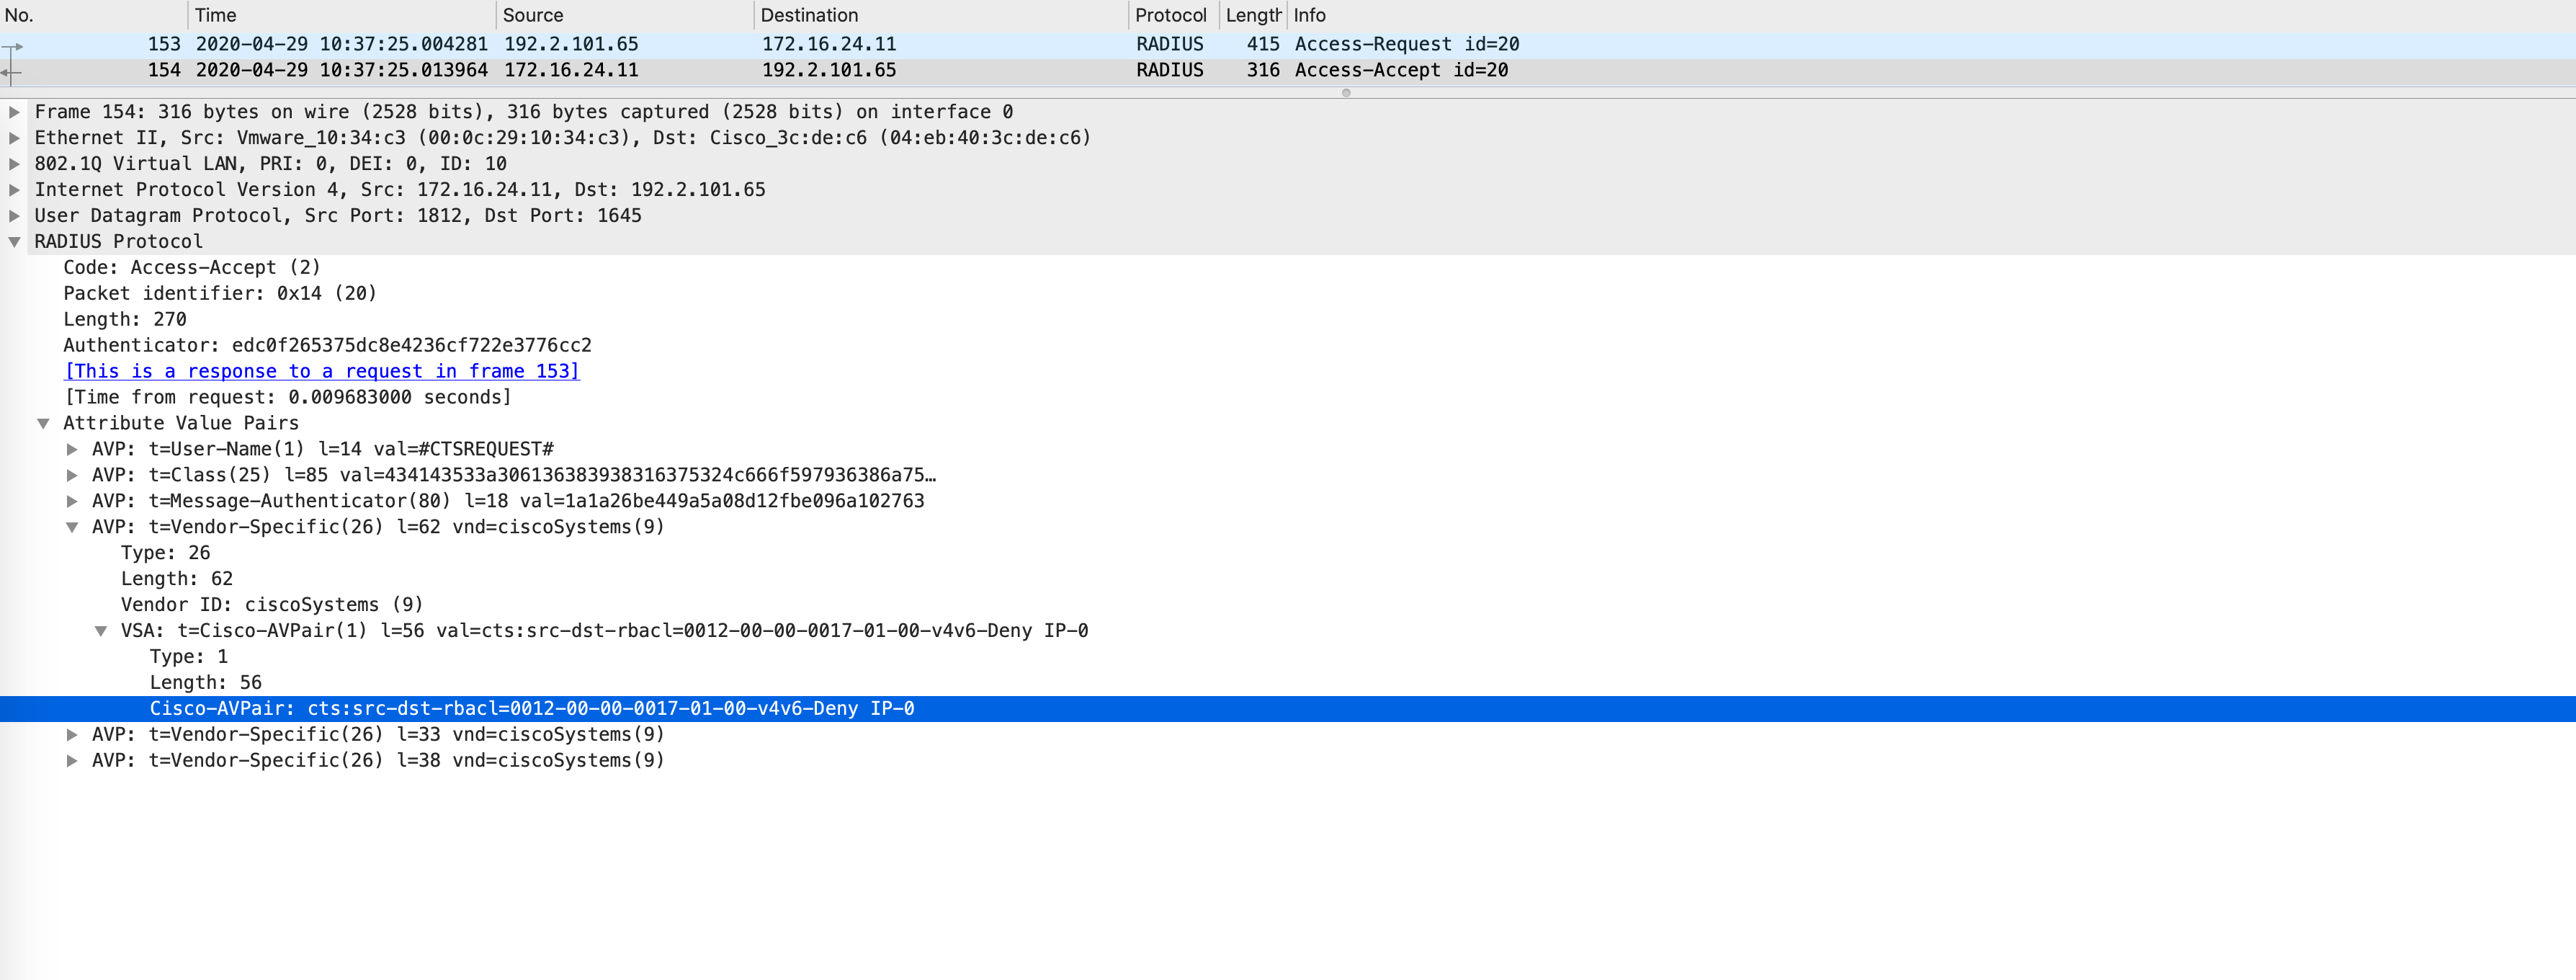 No. Time Source Destination Protocol Length Info
153 2020-04-29 10:37:25.004281 192.2.101.65 172.16.24.11 RADIUS 415 Access-Request id=20
154 2020-04-29 10:37:25.013964 172.16.24.11 192.2.101.65 RADIUS 316 Access-Accept id=20
Frame 154: 316 bytes on wire (2528 bits), 316 bytes captured (2528 bits) on interface 0
Ethernet II, Src: Vmware_10:34:c3 (00:0c:29:10:34:c3), Dst: Cisco_3c:de:c6 (04:eb:40:3c:de:c6)
802.1Q Virtual LAN, PRI: 0, DEI: 0, ID: 10
Internet Protocol Version 4, Src: 172.16.24.11, Dst: 192.2.101.65
User Datagram Protocol, Src Port: 1812, Dst Port: 1645
RADIUS Protocol
Code: Access-Accept (2)
Packet identifier: 0x14 (20)
Length: 270
Authenticator: edc0f265375dc8e4236cf722e3776cc2
[This is a response to a request in frame 153]
[Time from request: 0.009683000 seconds]
Attribute Value Pairs
AVP: t=User-Name(1) l=14 val=#CTSREQUEST#
AVP: t=Class(25) l=85 val=434143533a306136383938316375324c666f597936386a75…
AVP: t=Message-Authenticator(80) l=18 val=1a1a26be449a5a08d12fbe096a102763
AVP: t=Vendor-Specific(26) l=62 vnd=ciscoSystems(9)
Type: 26
Length: 62
Vendor ID: ciscoSystems (9)
VSA: t=Cisco-AVPair(1) l=56 val=cts:src-dst-rbacl=0012-00-00-0017-01-00-v4v6-Deny IP-0
Type: 1
Length: 56
Cisco-AVPair: cts:src-dst-rbacl=0012-00-00-0017-01-00-v4v6-Deny IP-0
AVP: t=Vendor-Specific(26) l=33 vnd=ciscoSystems(9)
AVP: t=Vendor-Specific(26) l=38 vnd=ciscoSystems(9)